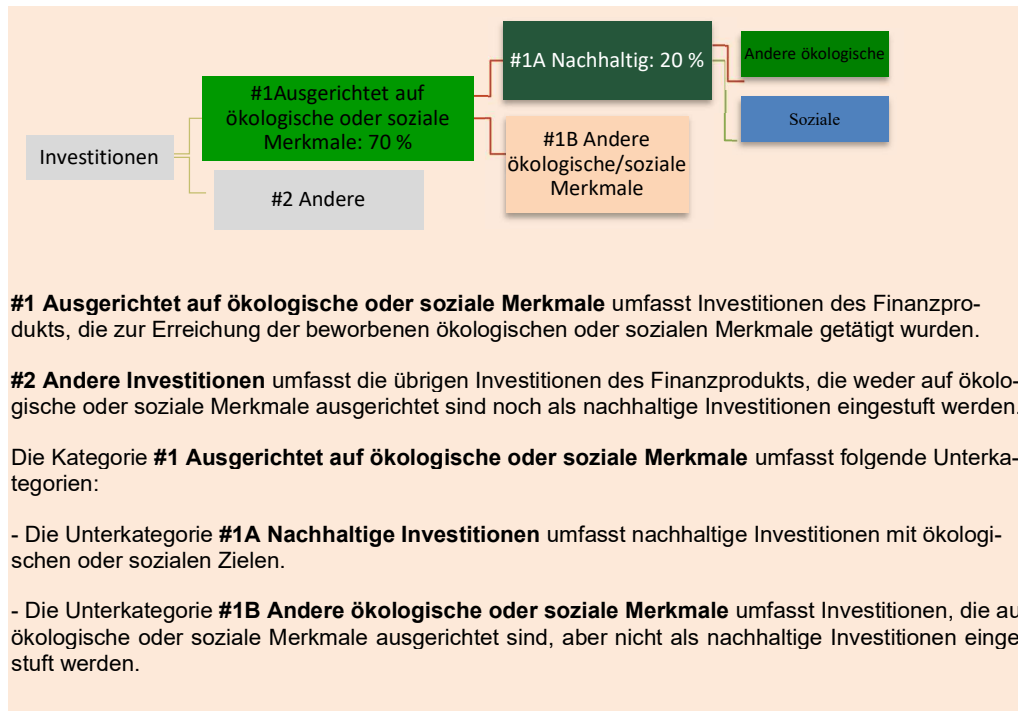 #1A Nachhaltig: 20 %
Andere ökologische
#1Ausgerichtet auf
ökologische oder soziale
Merkmale: 70 %
Soziale
Investitionen
#1B Andere
ökologische/soziale
Merkmale
#2 Andere
#1 Ausgerichtet auf ökologische oder soziale Merkmale umfasst Investitionen des Finanzpro-
dukts, die zur Erreichung der beworbenen ökologischen oder sozialen Merkmale getätigt wurden.
#2 Andere Investitionen umfasst die übrigen Investitionen des Finanzprodukts, die weder auf ökolo-
gische oder soziale Merkmale ausgerichtet sind noch als nachhaltige Investitionen eingestuft werden.
Die Kategorie #1 Ausgerichtet auf ökologische oder soziale Merkmale umfasst folgende Unterka-
tegorien:
- Die Unterkategorie #1A Nachhaltige Investitionen umfasst nachhaltige Investitionen mit ökologi-
schen oder sozialen Zielen.
- Die Unterkategorie #1B Andere ökologische oder soziale Merkmale umfasst Investitionen, die au
ökologische oder soziale Merkmale ausgerichtet sind, aber nicht als nachhaltige Investitionen einge
stuft werden.